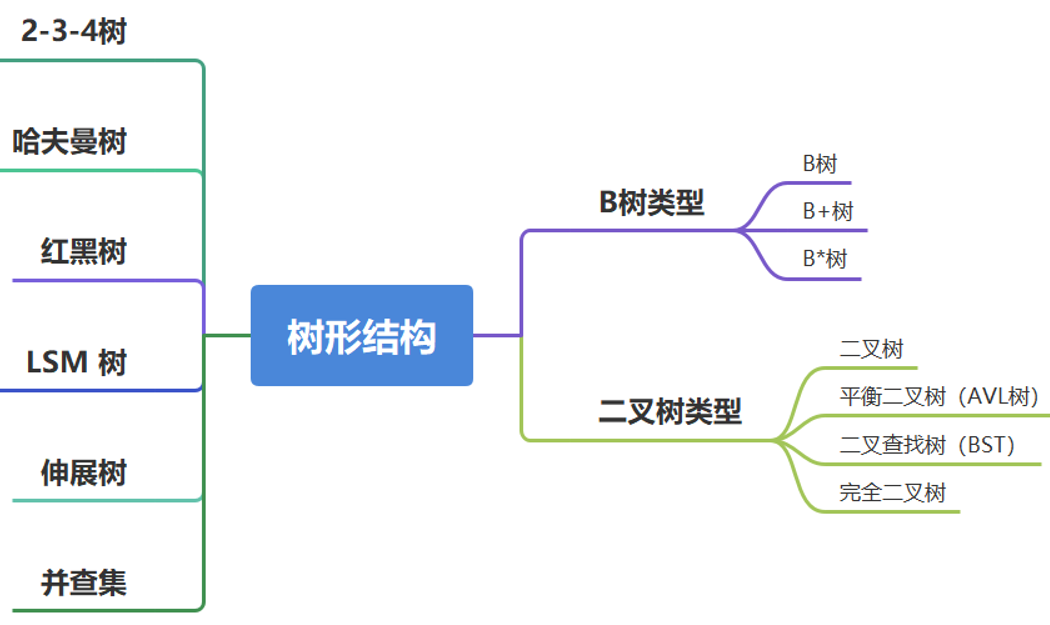 2-3-4树
哈夫曼树
红黑树
LSM 树
伸展树
并查集
树形结构
B树类型
B树
B+树
B*树
二叉树类型
二叉树
平衡二叉树（AVL树）
二叉查找树（BST）
完全二叉树